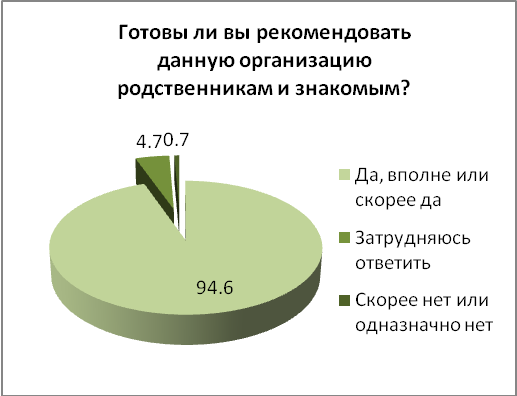 Готовы ли вы рекомендовать
данную организацию
родственникам и знакомым?
4.7 0.7
94.6
Да, вполне или
скорее да
Затрудняюсь
ответить
Скорее нет или
одназначно нет